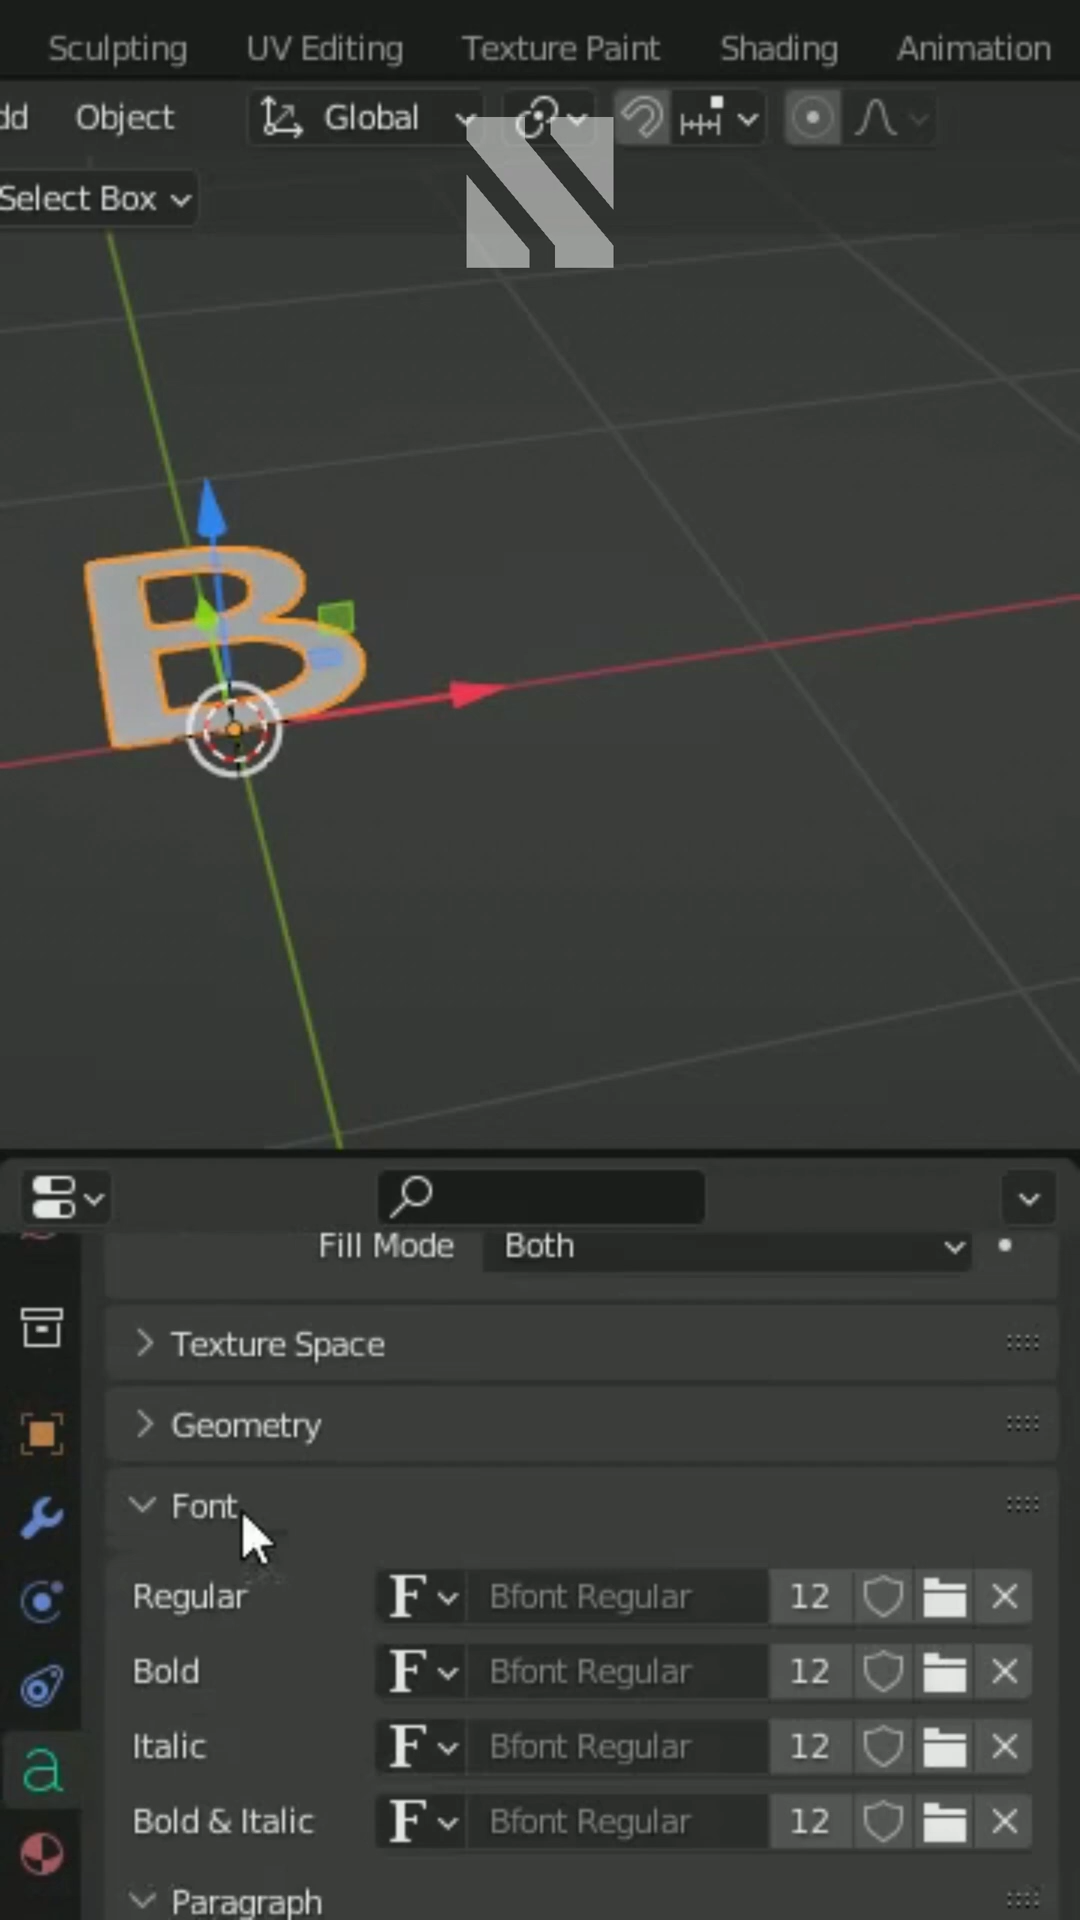 Sculpting UV Editing Texture Paint Shading Animation
dd Object Global
Select Box
B
Fill Mode Both
Texture Space
Geometry
Font
Regular F Bfont Regular 12
Bold F Bfont Regular 12
Italic F Bfont Regular 12
Bold & Italic F Bfont Regular 12
a
Paragraph